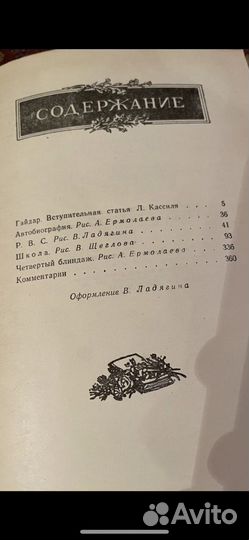 СОДЕРЖАНИЕ
Гайдар. Вступительная статья Л. Кассиля . . . 5
Автобиография. Рис. А. Ермолаева . . . . . 36
Р. В. С. Рис. В. Ладягина . . . . . . . 41
Школа. Рис. В. Щеглова . . . . . . . . 93
Четвертый блиндаж. Рис. А. Ермолаева . . . 336
Комментарии . . . . . . . . . . . . 360
Оформление В. Ладягина
Avito